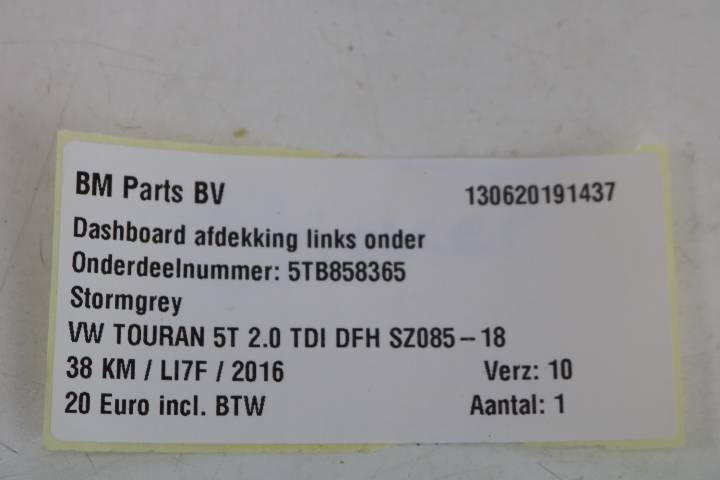 BM Parts BV 130620191437
Dashboard afdekking links onder
Onderdeelnummer: 5TB858365
Stormgrey
VW TOURAN 5T 2.0 TDI DFH SZ085-18
38 KM / LI7F / 2016 Verz: 10
20 Euro incl. BTW Aantal: 1